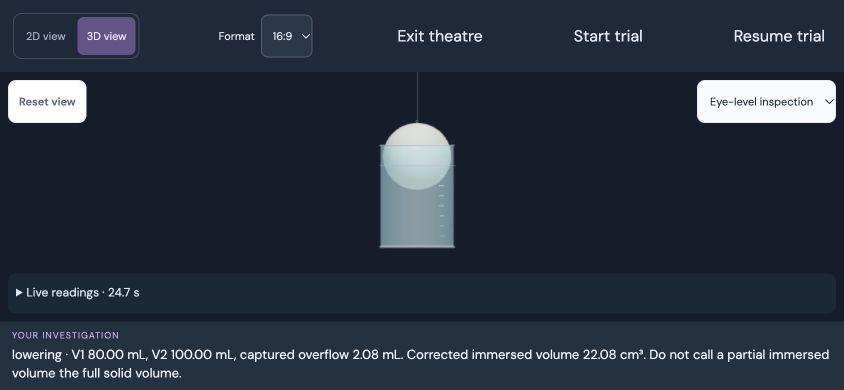 2D view 3D view Format 16:9 Exit theatre Start trial Resume trial
Reset view Eye-level inspection
Live readings · 24.7 s
YOUR INVESTIGATION
lowering · V1 80.00 mL, V2 100.00 mL, captured overflow 2.08 mL. Corrected immersed volume 22.08 cm³. Do not call a partial immersed
volume the full solid volume.